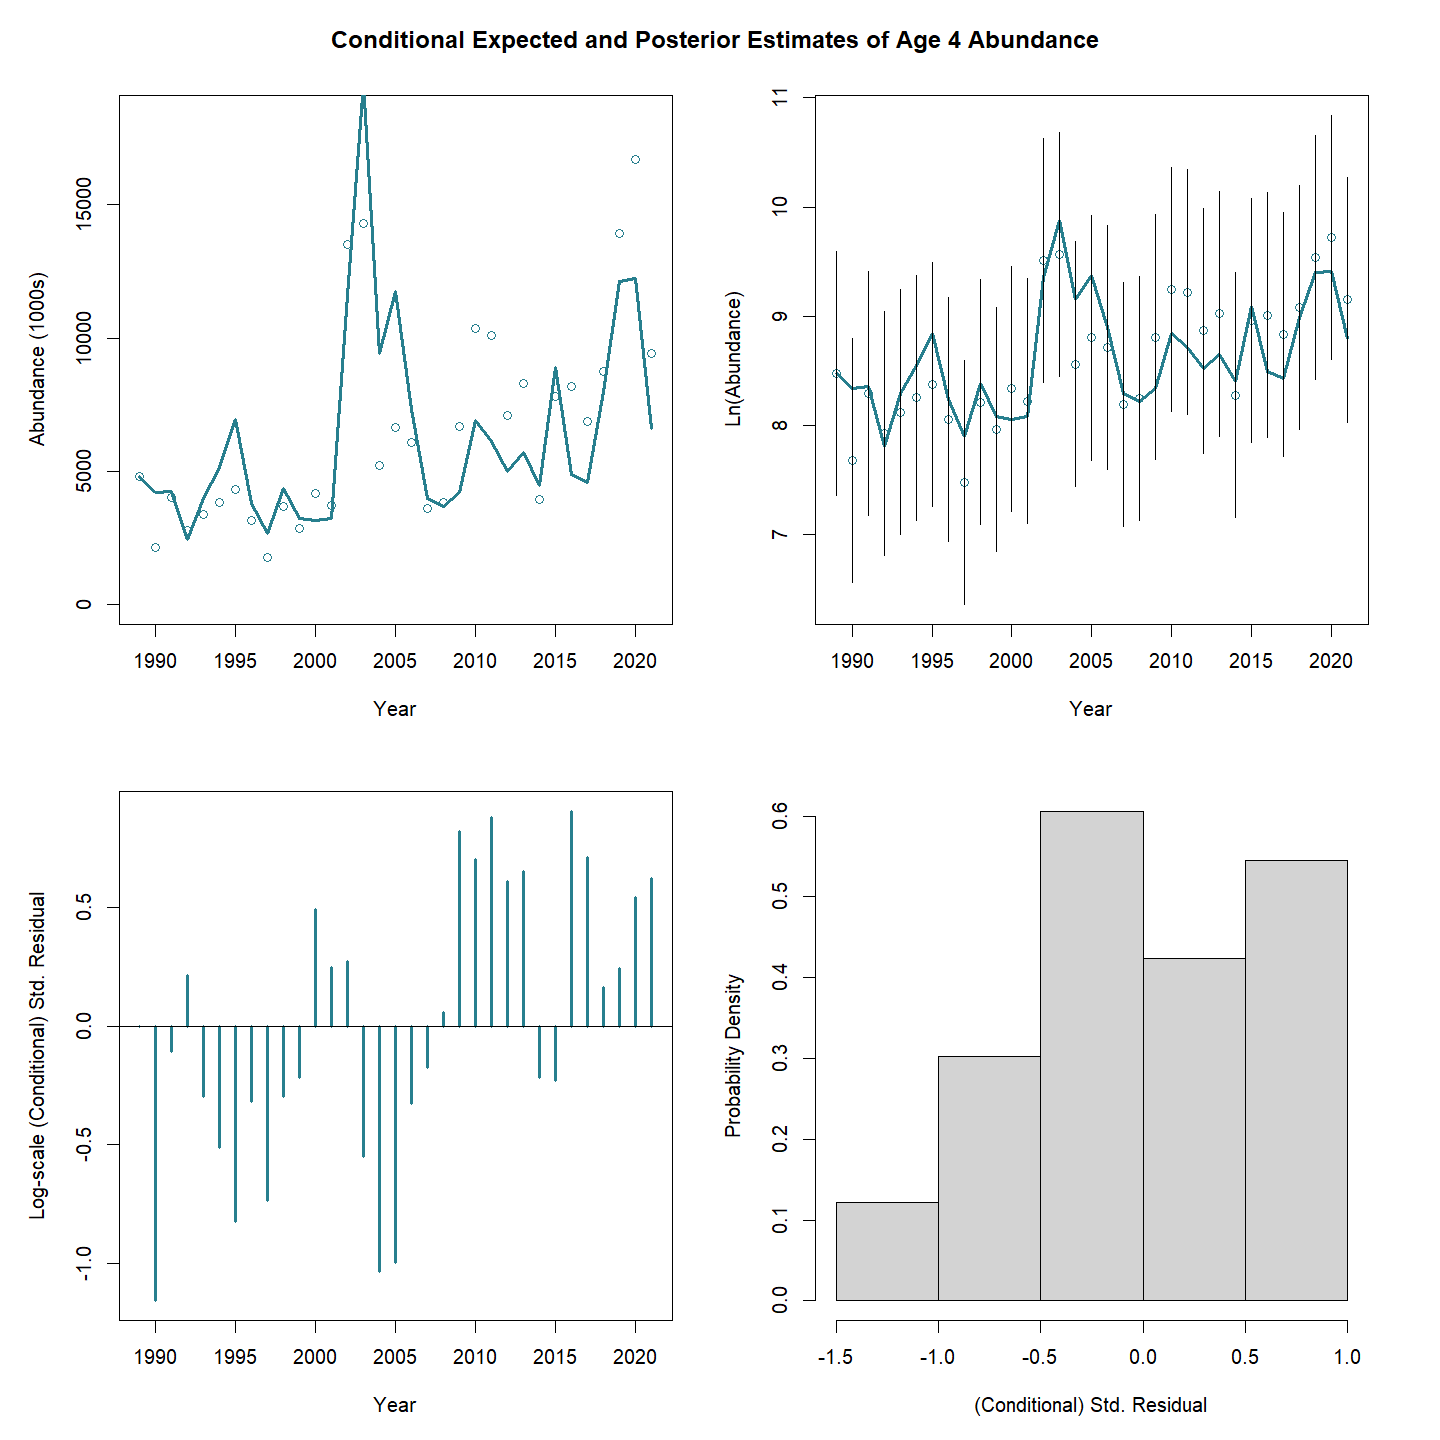 Conditional Expected and Posterior Estimates of Age 4 Abundance
Abundance (1000s)
15000
10000
5000
0
1990 1995 2000 2005 2010 2015 2020
Year
Ln(Abundance)
11
10
9
8
7
1990 1995 2000 2005 2010 2015 2020
Year
Log-scale (Conditional) Std. Residual
0.5
0.0
-0.5
-1.0
1990 1995 2000 2005 2010 2015 2020
Year
Probability Density
0.6
0.5
0.4
0.3
0.2
0.1
0.0
-1.5 -1.0 -0.5 0.0 0.5 1.0
(Conditional) Std. Residual